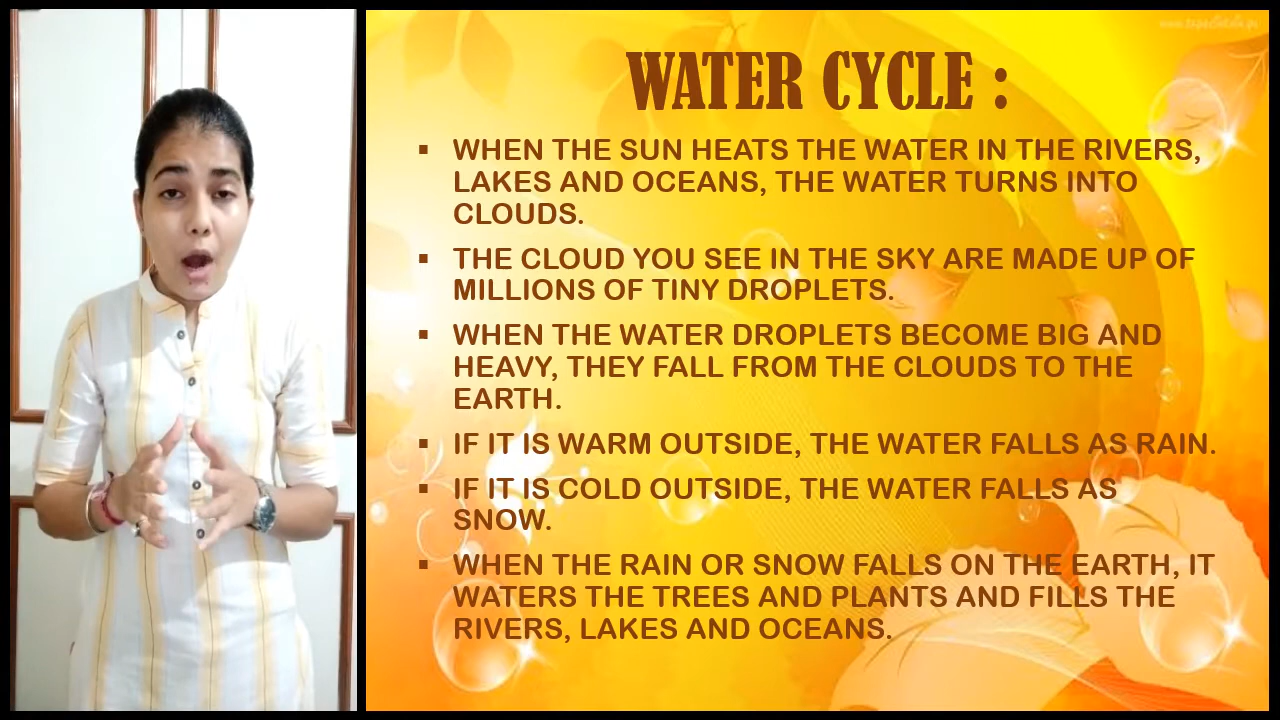 WATER CYCLE :
▪ WHEN THE SUN HEATS THE WATER IN THE RIVERS,
LAKES AND OCEANS, THE WATER TURNS INTO
CLOUDS.
▪ THE CLOUD YOU SEE IN THE SKY ARE MADE UP OF
MILLIONS OF TINY DROPLETS.
▪ WHEN THE WATER DROPLETS BECOME BIG AND
HEAVY, THEY FALL FROM THE CLOUDS TO THE
EARTH.
▪ IF IT IS WARM OUTSIDE, THE WATER FALLS AS RAIN.
▪ IF IT IS COLD OUTSIDE, THE WATER FALLS AS
SNOW.
▪ WHEN THE RAIN OR SNOW FALLS ON THE EARTH, IT
WATERS THE TREES AND PLANTS AND FILLS THE
RIVERS, LAKES AND OCEANS.